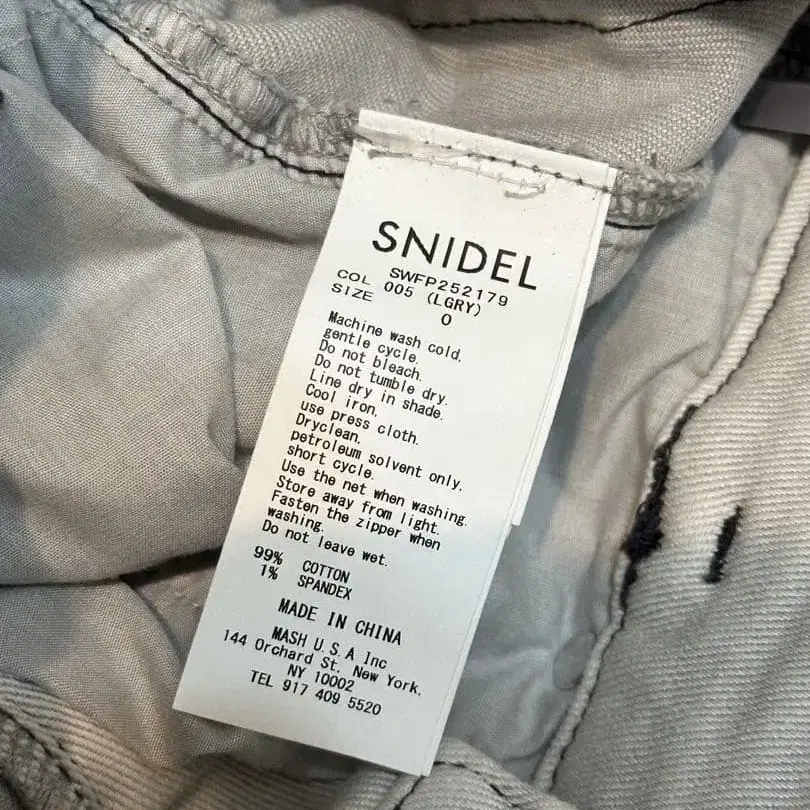 SNIDEL
SWFP252179
COL 005 (LGRY)
SIZE 0
Machine wash cold,
gentle cycle.
Do not bleach.
Do not tumble dry.
Line dry in shade.
Cool iron,
use press cloth.
Dryclean,
petroleum solvent only.
short cycle.
Use the net when washing.
Store away from light.
Fasten the zipper when
washing.
Do not leave wet.
99% COTTON
1% SPANDEX
MADE IN CHINA
MASH U.S.A Inc
144 Orchard St. New York,
NY 10002
TEL 917 409 5520